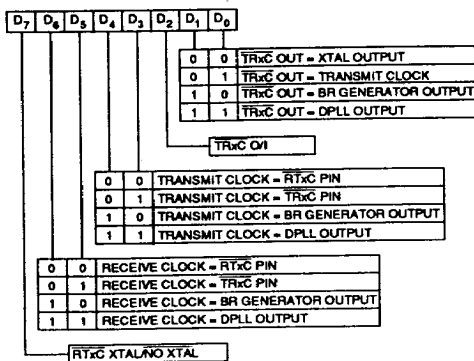 D7 D6 D5 D4 D3 D2 D1 D0
0 0 TRxC OUT = XTAL OUTPUT
0 1 TRxC OUT = TRANSMIT CLOCK
1 0 TRxC OUT = BR GENERATOR OUTPUT
1 1 TRxC OUT = DPLL OUTPUT
TRxC O/I
0 0 TRANSMIT CLOCK = RTxC PIN
0 1 TRANSMIT CLOCK = TRxC PIN
1 0 TRANSMIT CLOCK = BR GENERATOR OUTPUT
1 1 TRANSMIT CLOCK = DPLL OUTPUT
0 0 RECEIVE CLOCK = RTxC PIN
0 1 RECEIVE CLOCK = TRxC PIN
1 0 RECEIVE CLOCK = BR GENERATOR OUTPUT
1 1 RECEIVE CLOCK = DPLL OUTPUT
RTxC XTAL/NO XTAL